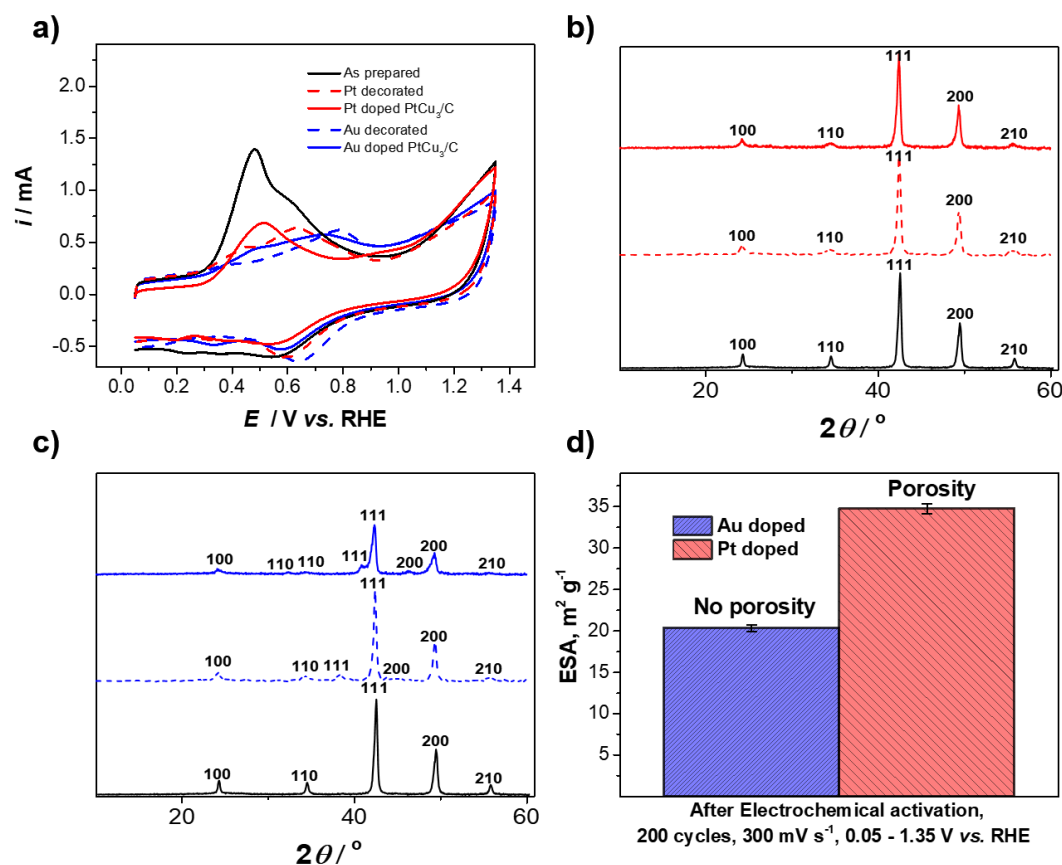 a)
2.5
2.0
1.5
1.0
0.5
0.0
-0.5
i / mA
As prepared
Pt decorated
Pt doped PtCu₃/C
Au decorated
Au doped PtCu₃/C
0.0 0.2 0.4 0.6 0.8 1.0 1.2 1.4
E / V vs. RHE
b)
100 110 111 200 210
100 110 111 200 210
100 110 111 200 210
20 40 60
2θ / °
c)
100 110 110 111 111 200 200 210
100 110 111 111 200 200 210
100 110 111 200 210
20 40 60
2θ / °
d)
35
30
25
20
15
10
5
ESA, m² g⁻¹
Au doped
Pt doped
No porosity
Porosity
After Electrochemical activation,
200 cycles, 300 mV s⁻¹, 0.05 - 1.35 V vs. RHE